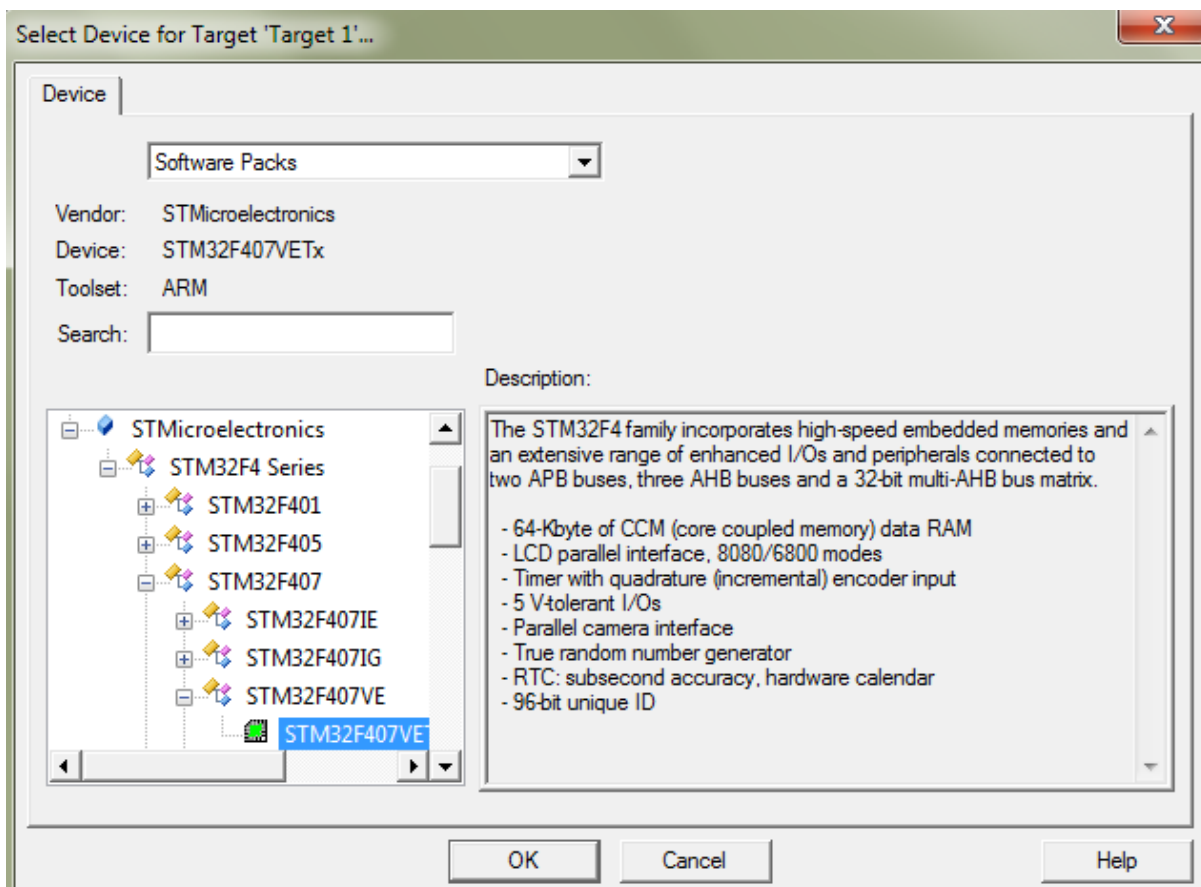 Select Device for Target 'Target 1'...
Device
Software Packs
Vendor: STMicroelectronics
Device: STM32F407VETx
Toolset: ARM
Search:
Description:
STMicroelectronics
STM32F4 Series
STM32F401
STM32F405
STM32F407
STM32F407IE
STM32F407IG
STM32F407VE
STM32F407VET
The STM32F4 family incorporates high-speed embedded memories and
an extensive range of enhanced I/Os and peripherals connected to
two APB buses, three AHB buses and a 32-bit multi-AHB bus matrix.
- 64-Kbyte of CCM (core coupled memory) data RAM
- LCD parallel interface, 8080/6800 modes
- Timer with quadrature (incremental) encoder input
- 5 V-tolerant I/Os
- Parallel camera interface
- True random number generator
- RTC: subsecond accuracy, hardware calendar
- 96-bit unique ID
OK
Cancel
Help